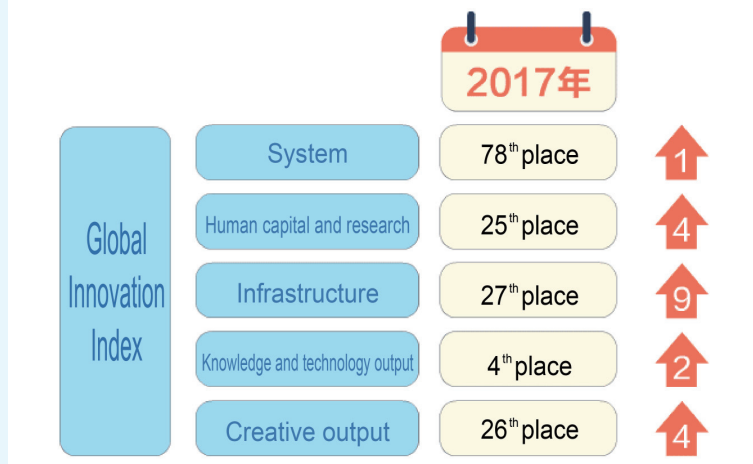 2017年
Global
Innovation
Index
System
78th place
1
Human capital and research
25th place
4
Infrastructure
27th place
9
Knowledge and technology output
4th place
2
Creative output
26th place
4